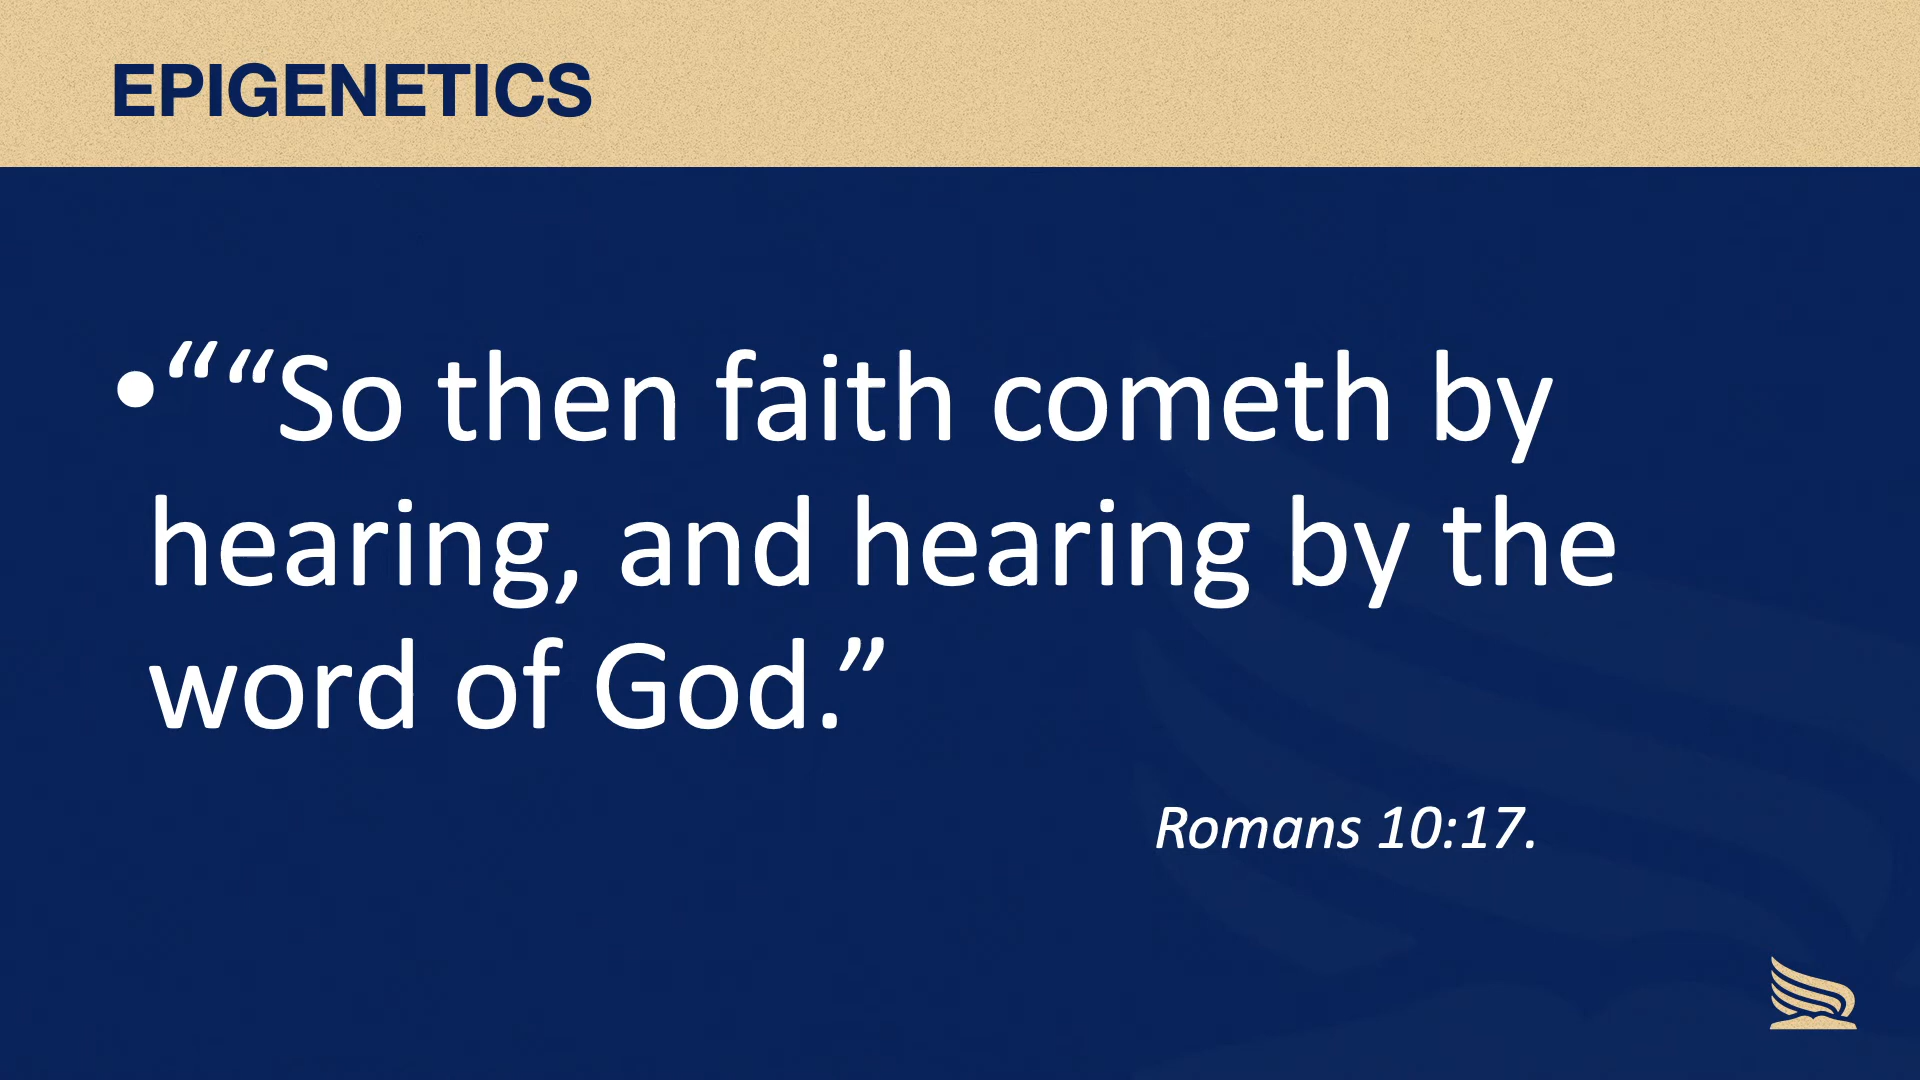 EPIGENETICS
•““So then faith cometh by
hearing, and hearing by the
word of God.”
Romans 10:17.